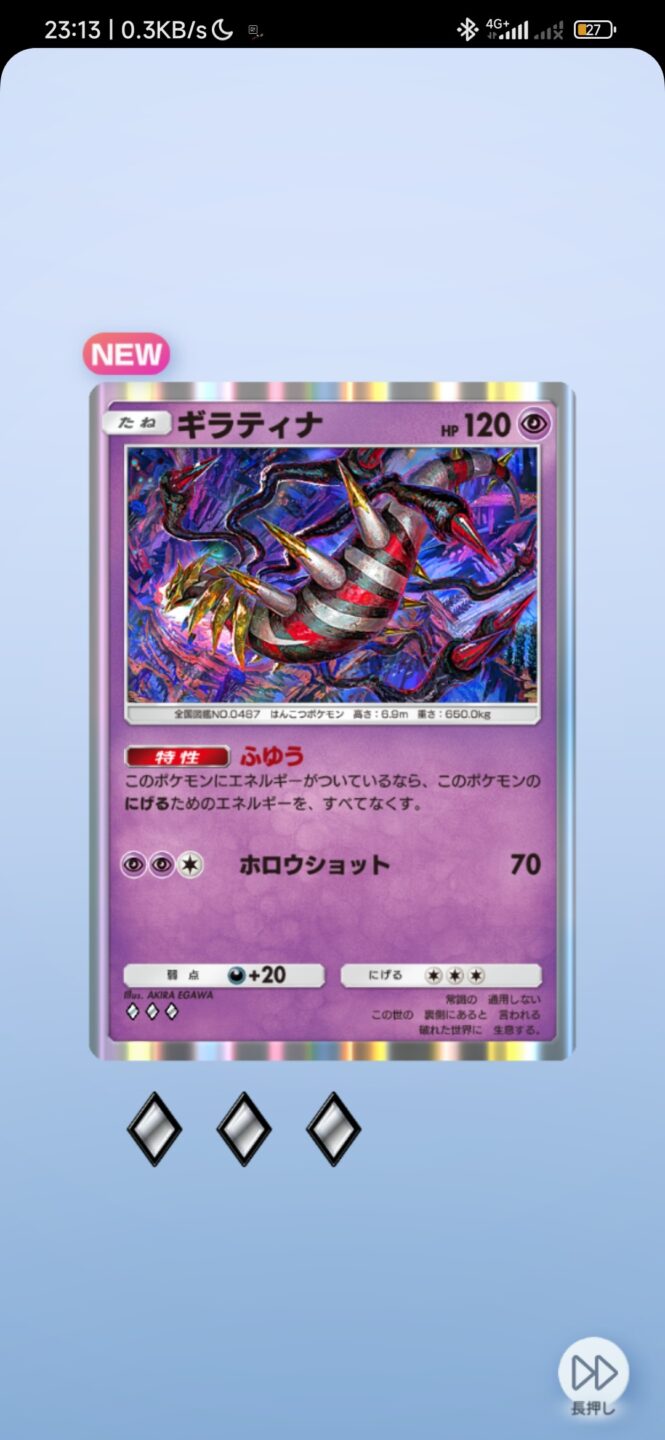 23:13 | 0.3KB/s
4G+
27
NEW
たね
ギラティナ
HP 120
全国図鑑NO.0487 はんこつポケモン 高さ:6.9m 重さ:650.0kg
特性 ふゆう
このポケモンにエネルギーがついているなら、このポケモンの
にげるためのエネルギーを、すべてなくす。
ホロウショット 70
弱点 +20
にげる
Illus. AKIRA EGAWA
常識の 通用しない
この世の 裏側にあると 言われる
破れた世界に 生息する。
長押し